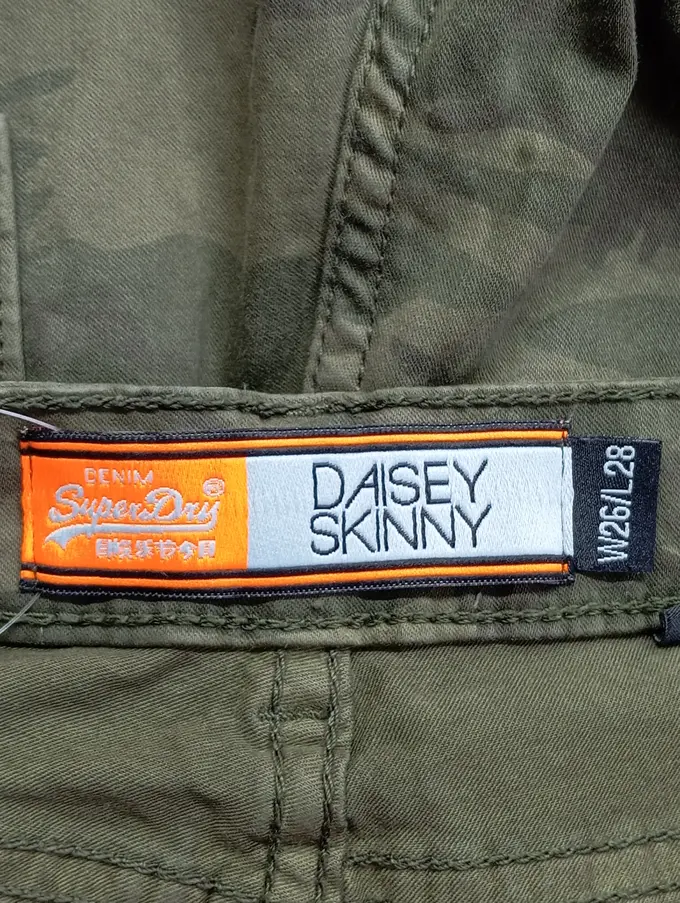 DENIM
SuperDry®
DAISEY
SKINNY
W26/L28